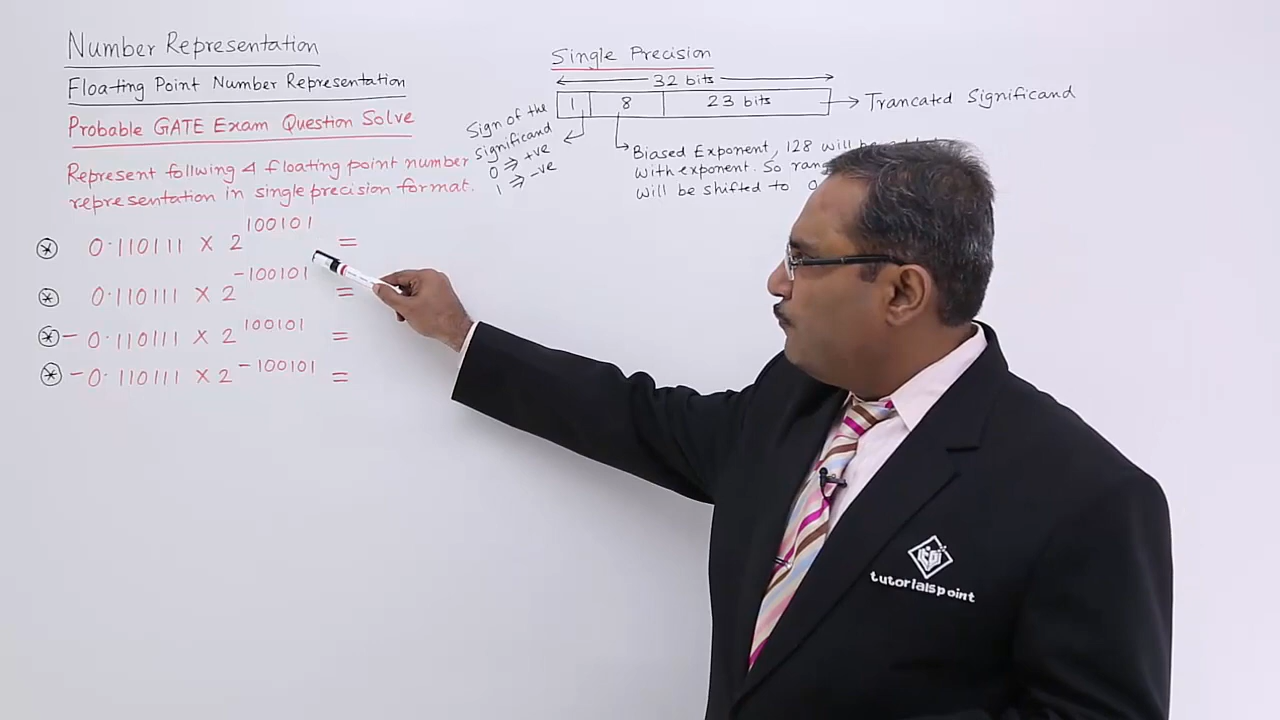 Number Representation
Floating Point Number Representation
Probable GATE Exam Question Solve
Represent follwing 4 floating point number
representation in single precision format.
0.110111 × 2^100101 =
0.110111 × 2^-100101 =
-0.110111 × 2^100101 =
-0.110111 × 2^-100101 =
Single Precision
32 bits
1 8 23 bits
Trancated Significand
Sign of the
significand
0 ⇒ +ve
1 ⇒ -ve
Biased Exponent, 128 will be
with exponent. So
will be shifted to 0
tutorialspoint